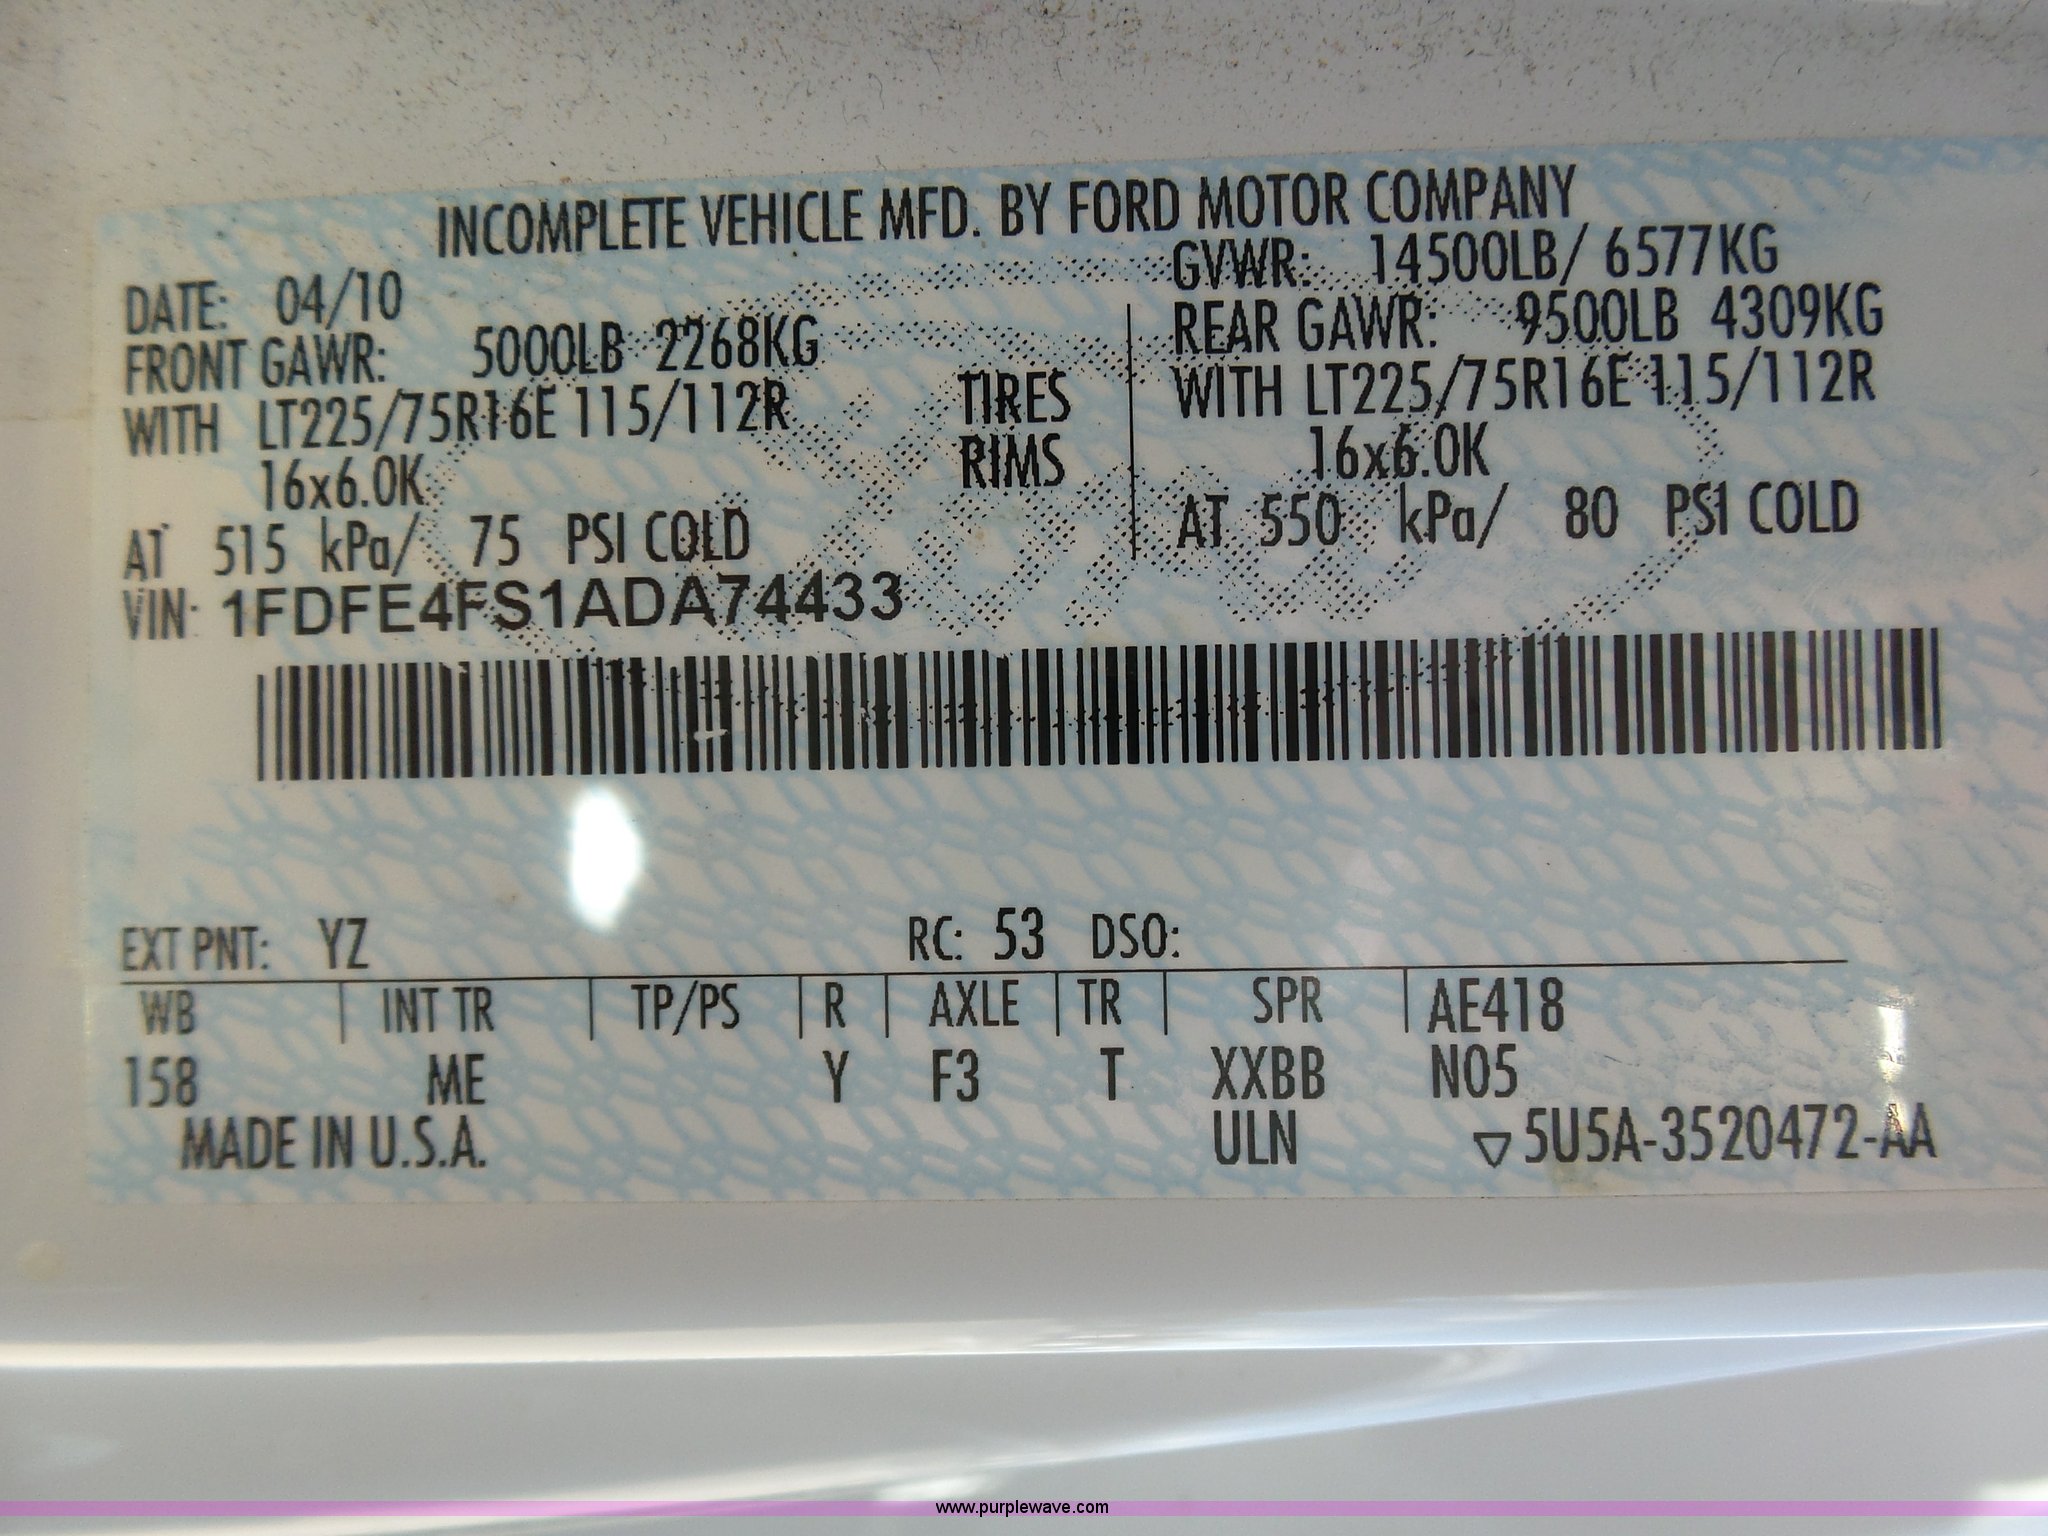 INCOMPLETE VEHICLE MFD. BY FORD MOTOR COMPANY
DATE: 04/10 GVWR: 14500LB/ 6577KG
FRONT GAWR: 5000LB 2268KG REAR GAWR: 9500LB 4309KG
WITH LT225/75R16E 115/112R TIRES WITH LT225/75R16E 115/112R
16x6.0K RIMS 16x6.0K
AT 515 kPa/ 75 PSI COLD AT 550 kPa/ 80 PSI COLD
VIN: 1FDFE4FS1ADA74433
EXT PNT: YZ RC: 53 DSO:
WB INT TR TP/PS R AXLE TR SPR AE418
158 ME Y F3 T XXBB N05
MADE IN U.S.A. ULN ▽5U5A-3520472-AA
www.purplewave.com